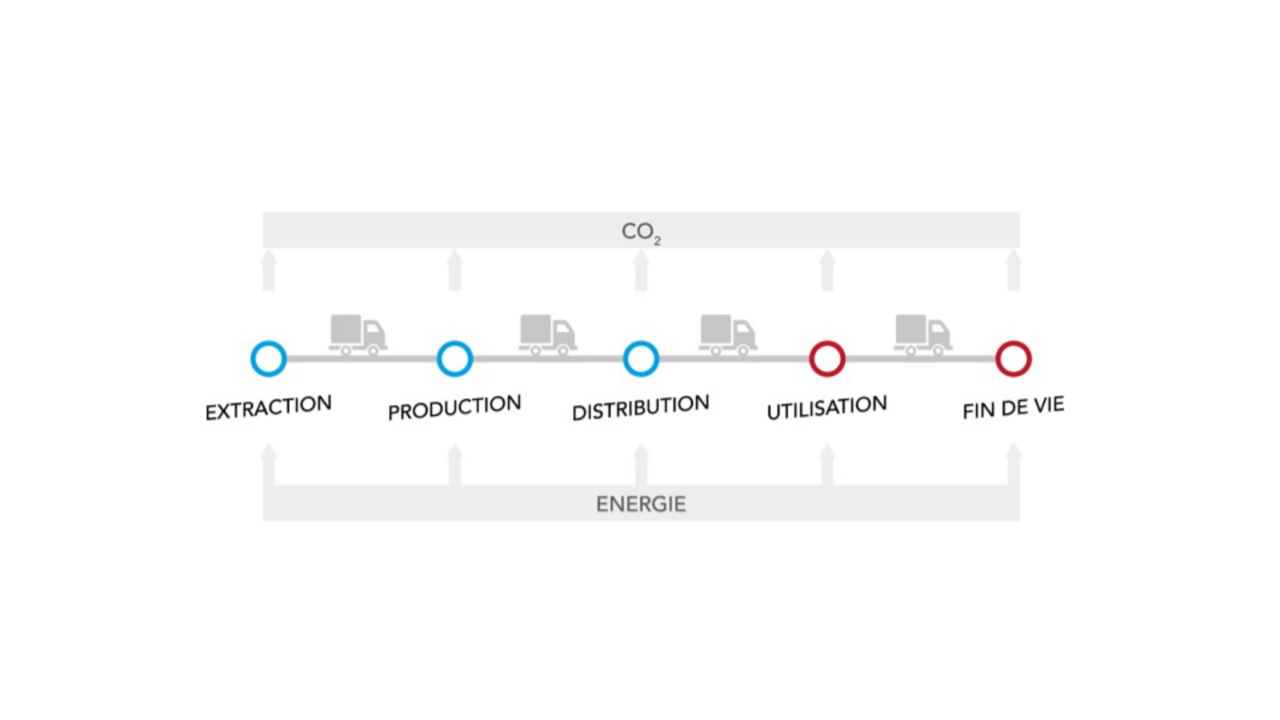 CO₂
EXTRACTION
PRODUCTION
DISTRIBUTION
UTILISATION
FIN DE VIE
ENERGIE